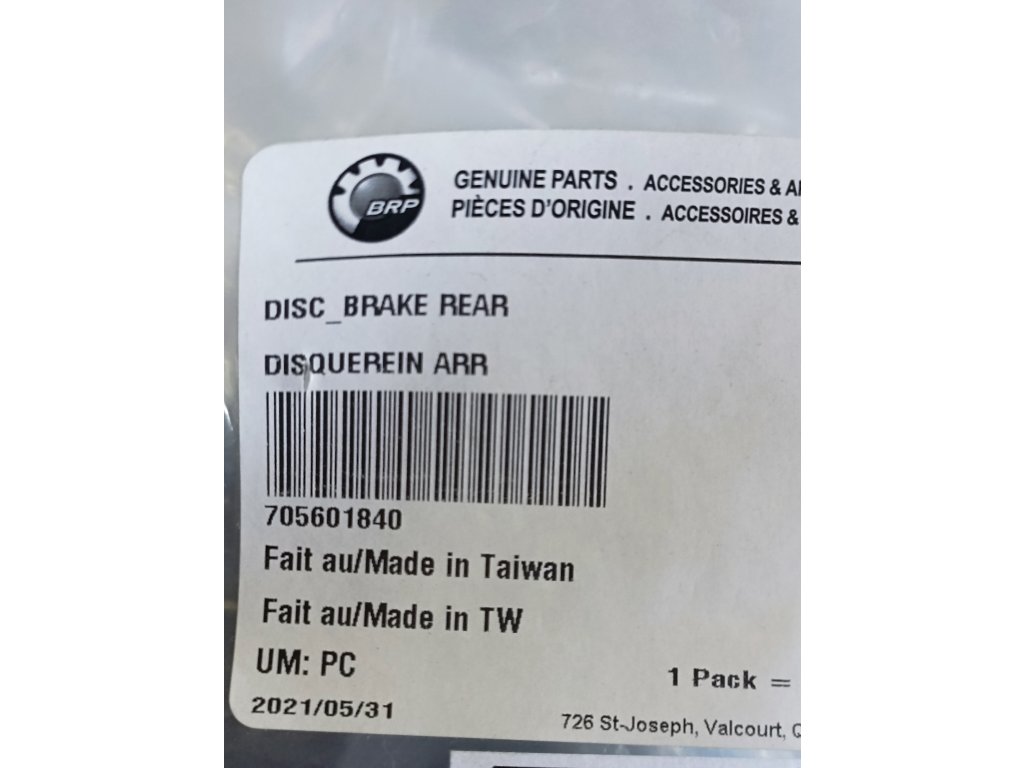 BRP
GENUINE PARTS . ACCESSORIES &
PIÈCES D'ORIGINE . ACCESSOIRES &
DISC_BRAKE REAR
DISQUEREIN ARR
705601840
Fait au/Made in Taiwan
Fait au/Made in TW
UM: PC
1 Pack =
2021/05/31
726 St-Joseph, Valcourt,